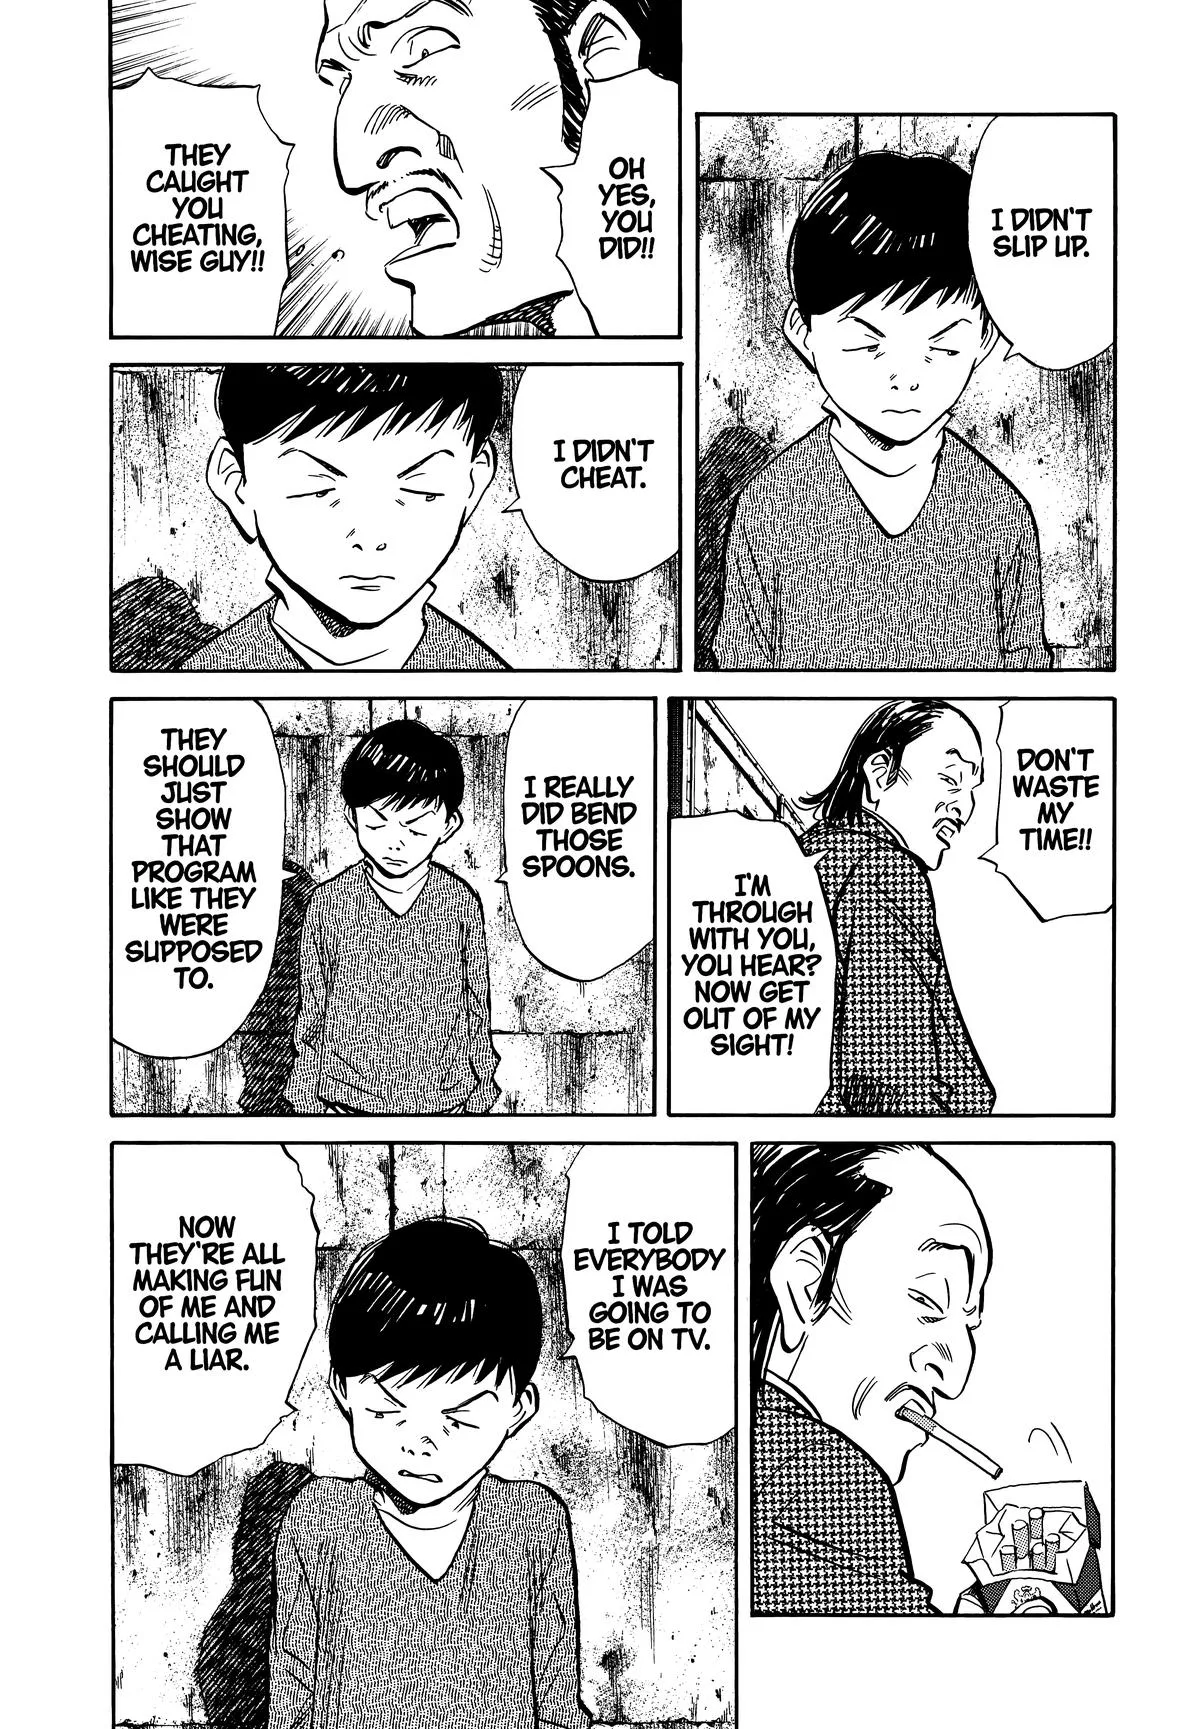 I DIDN'T
SLIP UP.
OH
YES,
YOU
DID!!
THEY
CAUGHT
YOU
CHEATING,
WISE GUY!!
I DIDN'T
CHEAT.
DON'T
WASTE
MY
TIME!!
I'M
THROUGH
WITH YOU,
YOU HEAR?
NOW GET
OUT OF MY
SIGHT!
I REALLY
DID BEND
THOSE
SPOONS.
THEY
SHOULD
JUST
SHOW
THAT
PROGRAM
LIKE THEY
WERE
SUPPOSED
TO.
I TOLD
EVERYBODY
I WAS
GOING TO
BE ON TV.
NOW
THEY'RE ALL
MAKING FUN
OF ME AND
CALLING ME
A LIAR.